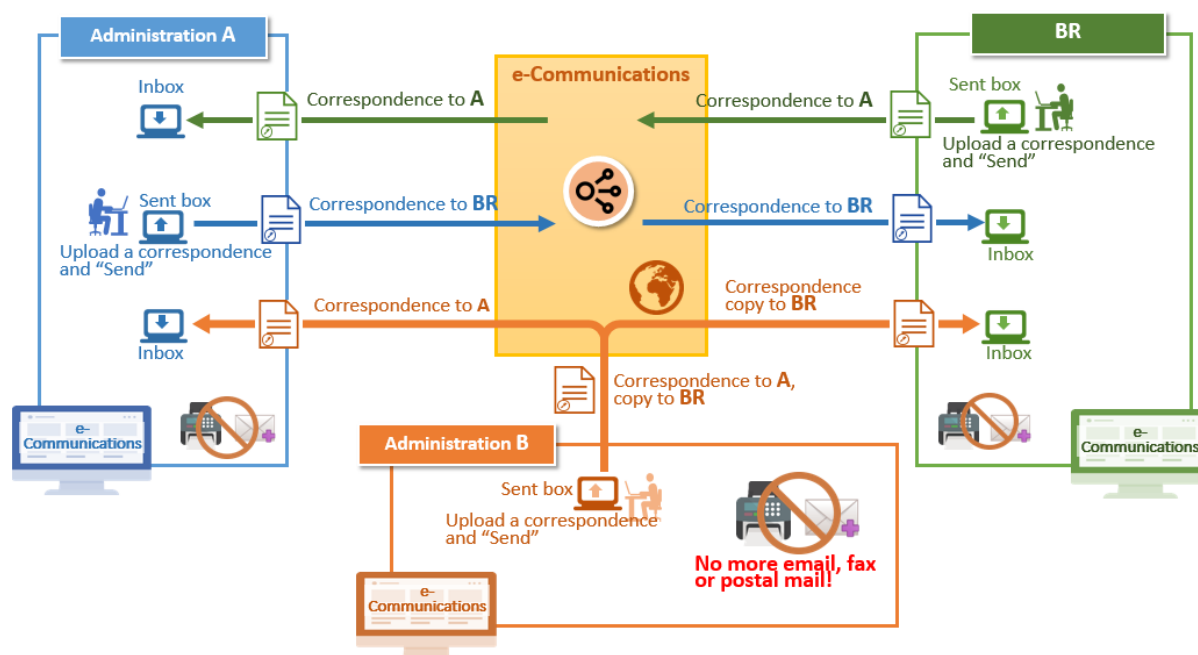 Administration A
BR
e-Communications
Inbox
Correspondence to A
Correspondence to A
Sent box
Upload a correspondence
and “Send”
Sent box
Correspondence to BR
Correspondence to BR
Upload a correspondence
and “Send”
Inbox
Correspondence to A
Correspondence
copy to BR
Inbox
Inbox
Correspondence to A,
copy to BR
e-
Communications
e-
Communications
Administration B
Sent box
Upload a correspondence
and “Send”
No more email, fax
or postal mail!
e-
Communications